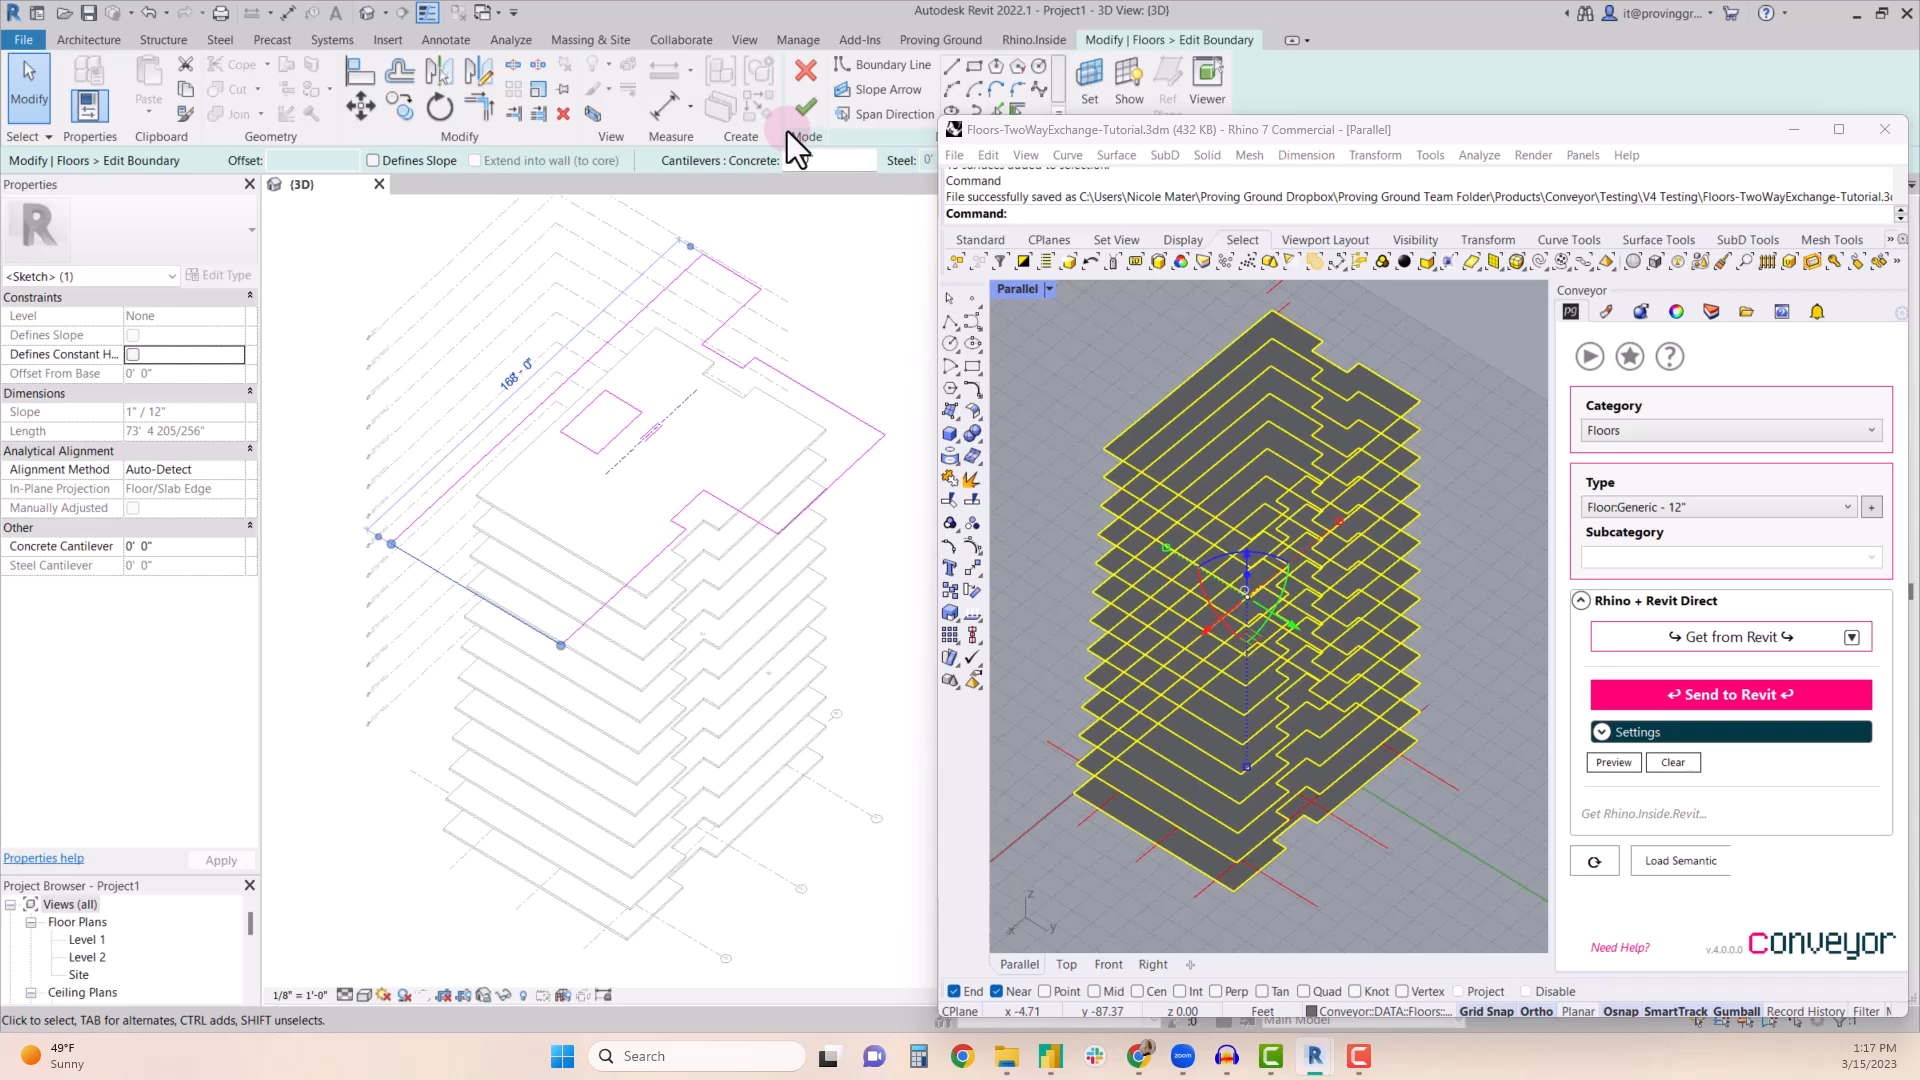 Autodesk Revit 2022.1 - Project1 - 3D View: {3D}
it@provinggr...
File Architecture Structure Steel Precast Systems Insert Annotate Analyze Massing & Site Collaborate View Manage Add-Ins Proving Ground Rhino.Inside Modify | Floors > Edit Boundary
Modify
Paste
Cope
Cut
Join
Boundary Line
Slope Arrow
Span Direction
Set Show Ref Viewer
Select Properties Clipboard Geometry Modify View Measure Create
Modify | Floors > Edit Boundary Offset: Defines Slope Extend into wall (to core) Cantilevers : Concrete: Steel: 0'
Properties
{3D}
<Sketch> (1) Edit Type
Constraints
Level None
Defines Slope
Defines Constant H...
Offset From Base 0' 0"
Dimensions
Slope 1" / 12"
Length 73' 4 205/256"
Analytical Alignment
Alignment Method Auto-Detect
In-Plane Projection Floor/Slab Edge
Manually Adjusted
Other
Concrete Cantilever 0' 0"
Steel Cantilever 0' 0"
Properties help Apply
Project Browser - Project1
Views (all)
Floor Plans
Level 1
Level 2
Site
Ceiling Plans
168' - 0"
1/8" = 1'-0"
Click to select, TAB for alternates, CTRL adds, SHIFT unselects.
Main Model
Floors-TwoWayExchange-Tutorial.3dm (432 KB) - Rhino 7 Commercial - [Parallel]
File Edit View Curve Surface SubD Solid Mesh Dimension Transform Tools Analyze Render Panels Help
Command
File successfully saved as C:\Users\Nicole Mater\Proving Ground Dropbox\Proving Ground Team Folder\Products\Conveyor\Testing\V4 Testing\Floors-TwoWayExchange-Tutorial.3d
Command:
Standard CPlanes Set View Display Select Viewport Layout Visibility Transform Curve Tools Surface Tools SubD Tools Mesh Tools
Parallel
z
x y
Parallel Top Front Right
End Near Point Mid Cen Int Perp Tan Quad Knot Vertex Project Disable
CPlane x -4.71 y -87.37 z 0.00 Feet Conveyor::DATA::Floors::... Grid Snap Ortho Planar Osnap SmartTrack Gumball Record History Filter
Conveyor
pg
Category
Floors
Type
Floor:Generic - 12"
+
Subcategory
Rhino + Revit Direct
Get from Revit
Send to Revit
Settings
Preview Clear
Get Rhino.Inside.Revit...
Load Semantic
Need Help? v.4.0.0.0 conveyor
49°F
Sunny
Search
zoom
1:17 PM
3/15/2023